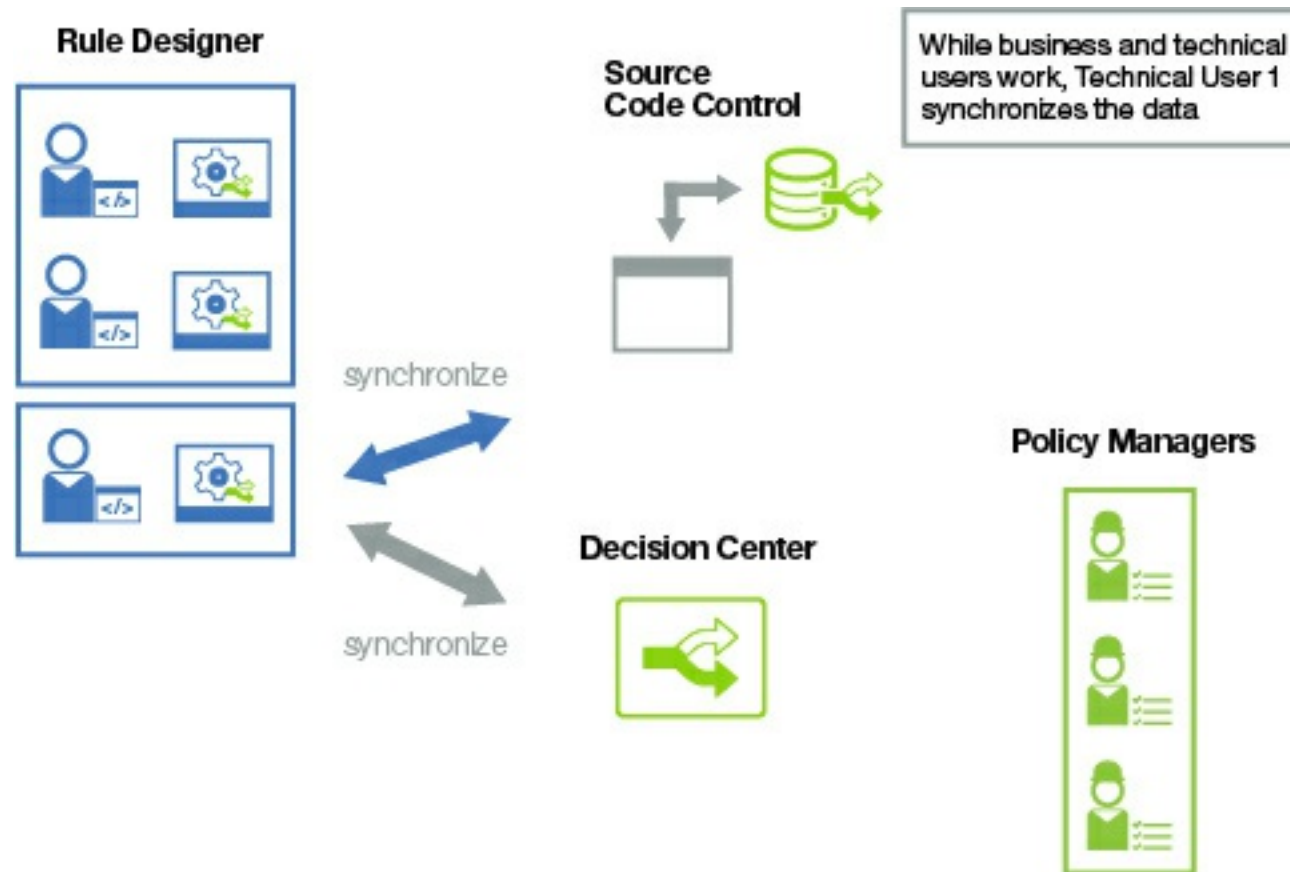 Rule Designer
Source
Code Control
While business and technical
users work, Technical User 1
synchronizes the data
</>
</>
synchronize
</>
Policy Managers
Decision Center
synchronize